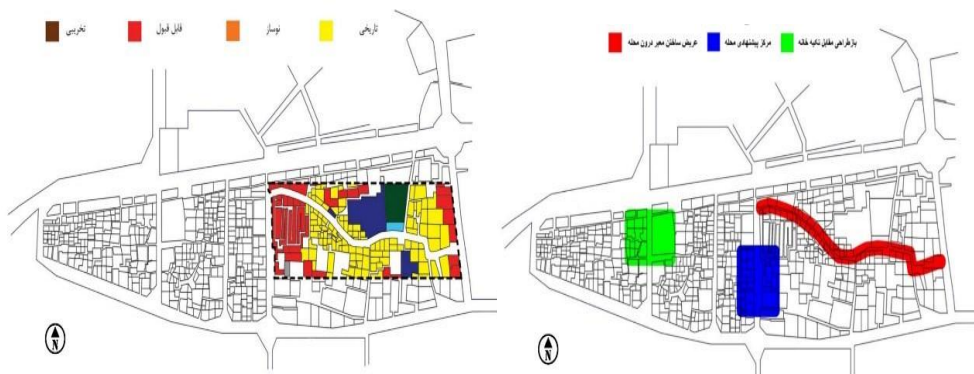 تاریخی
نوساز
قابل قبول
تخریبی
بازطراحی مقابل تکیه خانه
مرکز پیشنهادی محله
عریض ساختن معبر درون محله
N
N